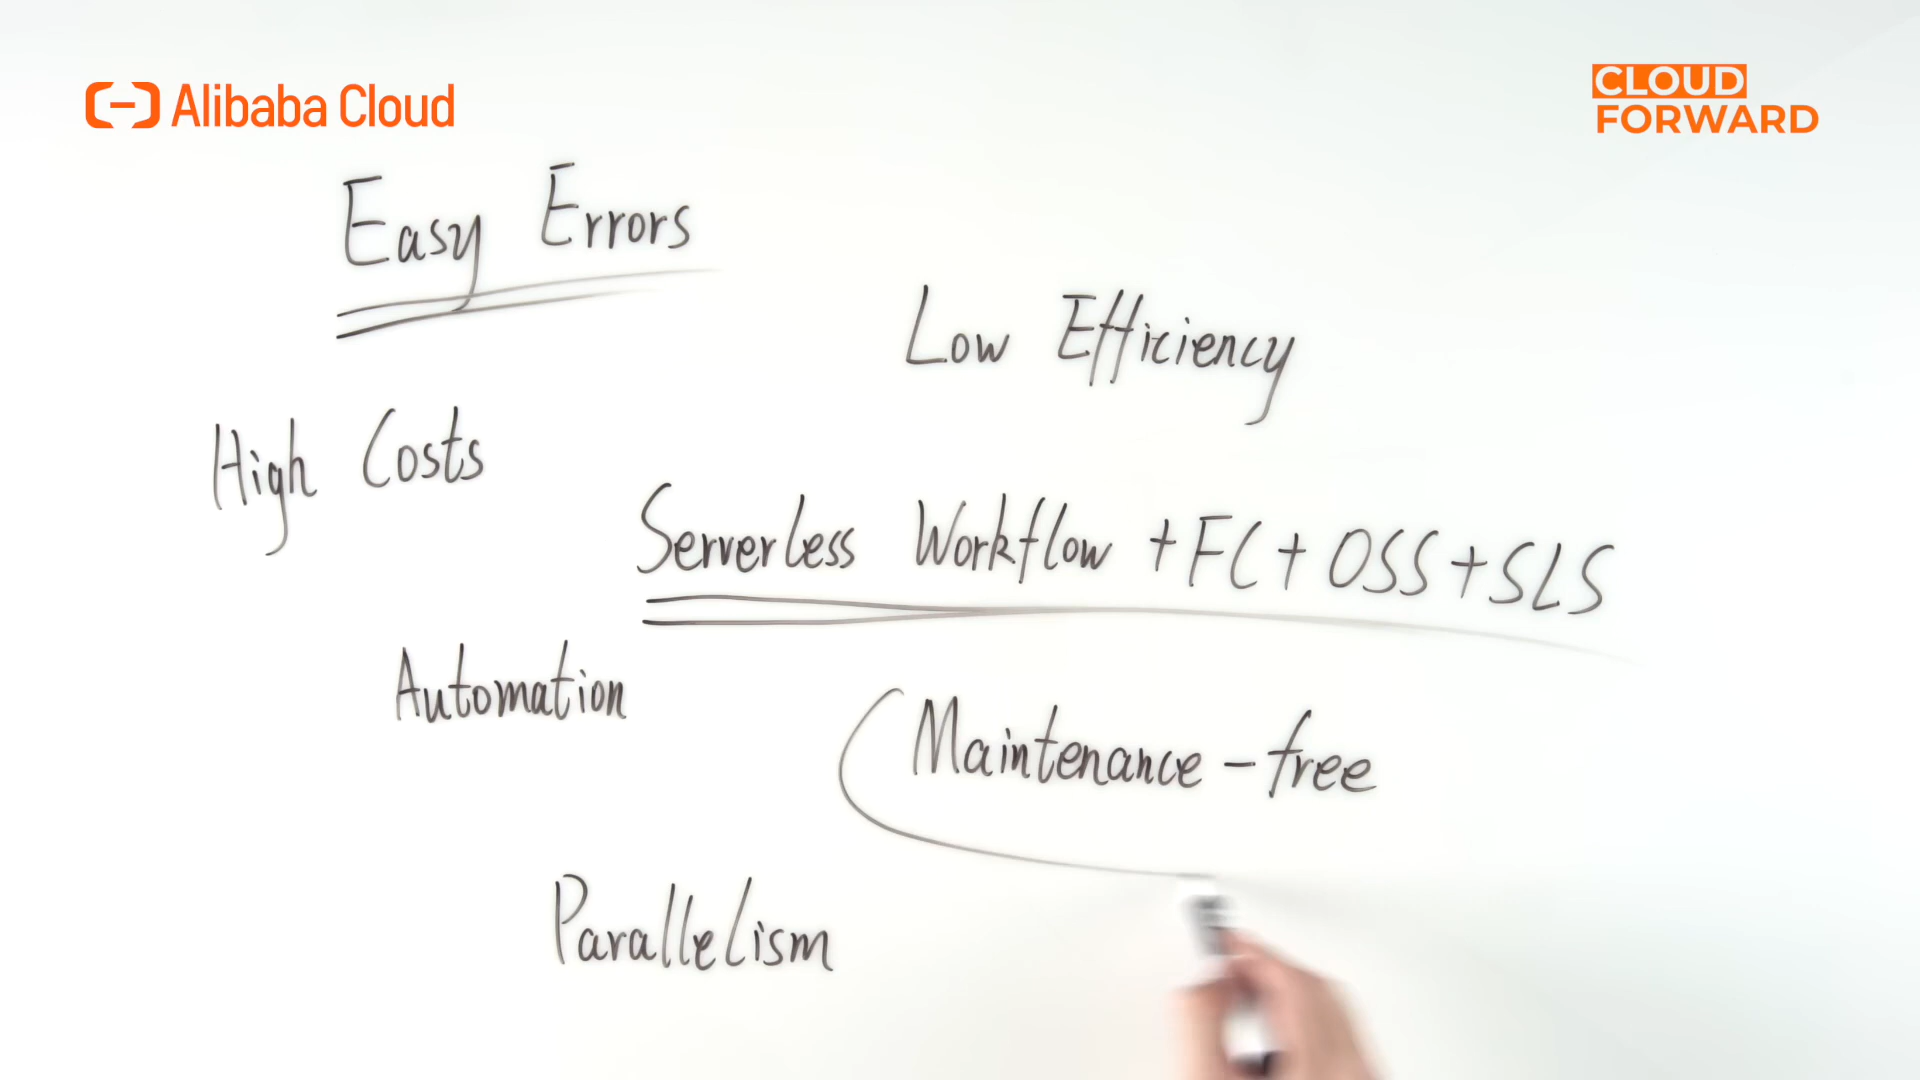 Alibaba Cloud
CLOUD
FORWARD
Easy Errors
Low Efficiency
High Costs
Serverless Workflow + FC + OSS + SLS
Automation
Maintenance-free
Parallelism